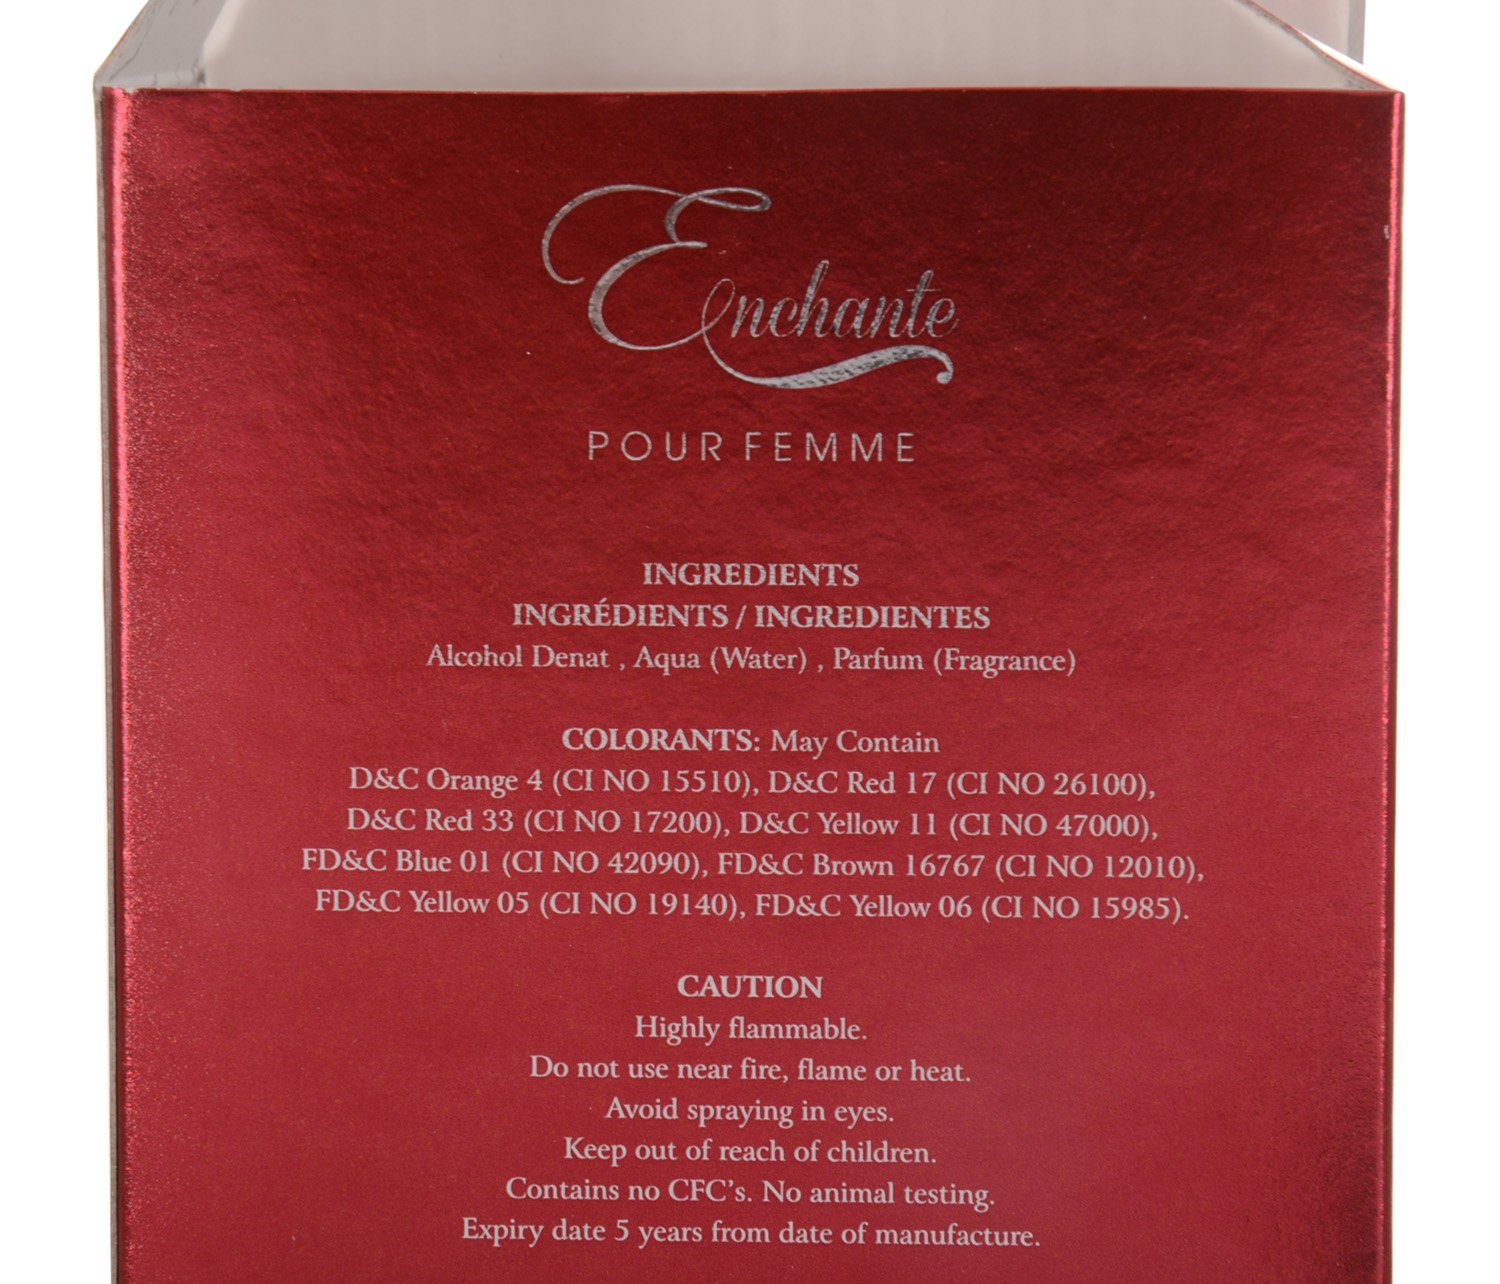 Enchante
POUR FEMME
INGREDIENTS
INGRÉDIENTS / INGREDIENTES
Alcohol Denat , Aqua (Water) , Parfum (Fragrance)
COLORANTS: May Contain
D&C Orange 4 (CI NO 15510), D&C Red 17 (CI NO 26100),
D&C Red 33 (CI NO 17200), D&C Yellow 11 (CI NO 47000),
FD&C Blue 01 (CI NO 42090), FD&C Brown 16767 (CI NO 12010),
FD&C Yellow 05 (CI NO 19140), FD&C Yellow 06 (CI NO 15985).
CAUTION
Highly flammable.
Do not use near fire, flame or heat.
Avoid spraying in eyes.
Keep out of reach of children.
Contains no CFC's. No animal testing.
Expiry date 5 years from date of manufacture.